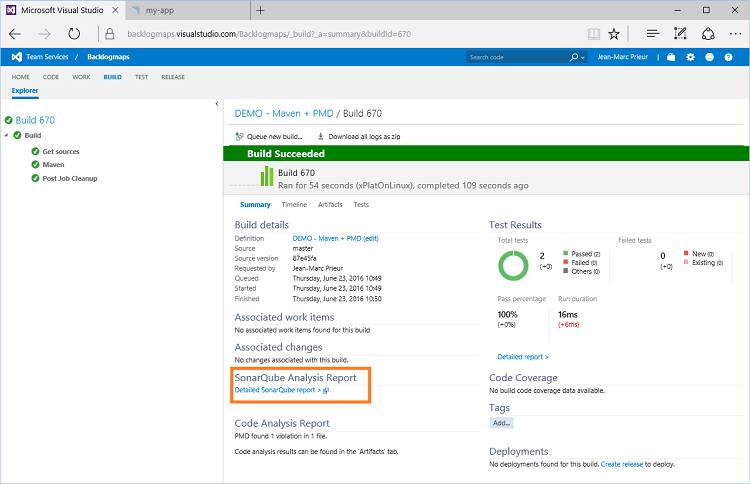 Microsoft Visual Studio
my-app
backlogmaps.visualstudio.com/Backlogmaps/_build?_a=summary&buildId=670
Team Services / Backlogmaps
Search code
Jean-Marc Prieur
HOME CODE WORK BUILD TEST RELEASE
Explorer
Build 670
Build
Get sources
Maven
Post Job Cleanup
DEMO - Maven + PMD / Build 670
Queue new build... Download all logs as zip
Build Succeeded
Build 670
Ran for 54 seconds (xPlatOnLinux), completed 109 seconds ago
Summary Timeline Artifacts Tests
Build details
Definition DEMO - Maven + PMD (edit)
Source master
Source version 87e45fa
Requested by Jean-Marc Prieur
Queued Thursday, June 23, 2016 10:49
Started Thursday, June 23, 2016 10:49
Finished Thursday, June 23, 2016 10:50
Associated work items
No associated work items found for this build
Associated changes
No changes associated with this build.
SonarQube Analysis Report
Detailed SonarQube report >
Code Analysis Report
PMD found 1 violation in 1 file.
Code analysis results can be found in the 'Artifacts' tab.
Test Results
Total tests Failed tests
2 Passed (2) 0 New (0)
(+0) Failed (0) (+0) Existing (0)
Others (0)
Pass percentage Run duration
100% 16ms
(+0%) (+6ms)
Detailed report >
Code Coverage
No build code coverage data available.
Tags
Add...
Deployments
No deployments found for this build. Create release to deploy.